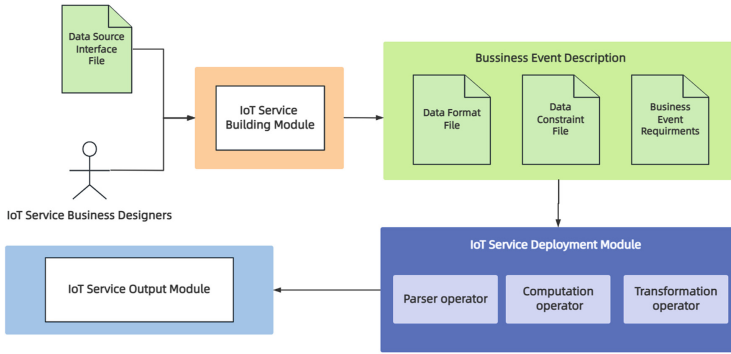 Data Source
Interface
File
IoT Service Business Designers
IoT Service
Building Module
Bussiness Event Description
Data Format
File
Data
Constraint
File
Business
Event
Requirments
IoT Service Deployment Module
Parser operator
Computation
operator
Transformation
operator
IoT Service Output Module